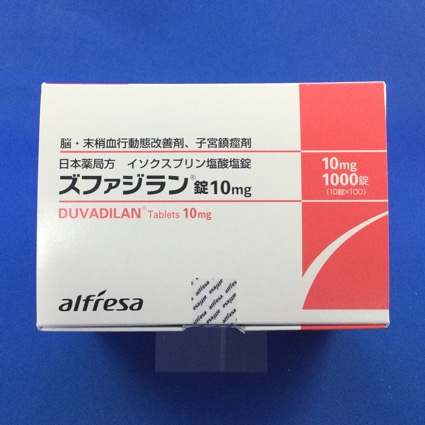 脳・末梢血行動態改善剤、子宮鎮痙剤
日本薬局方 イソクスプリン塩酸塩錠
ズファジラン®錠10mg
DUVADILAN® Tablets 10mg
10mg
1000錠
(10錠×100)
alfresa